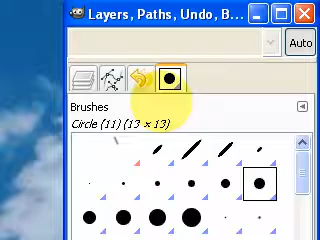 Layers, Paths, Undo, B...
Auto
Brushes
Circle (11) (13 × 13)